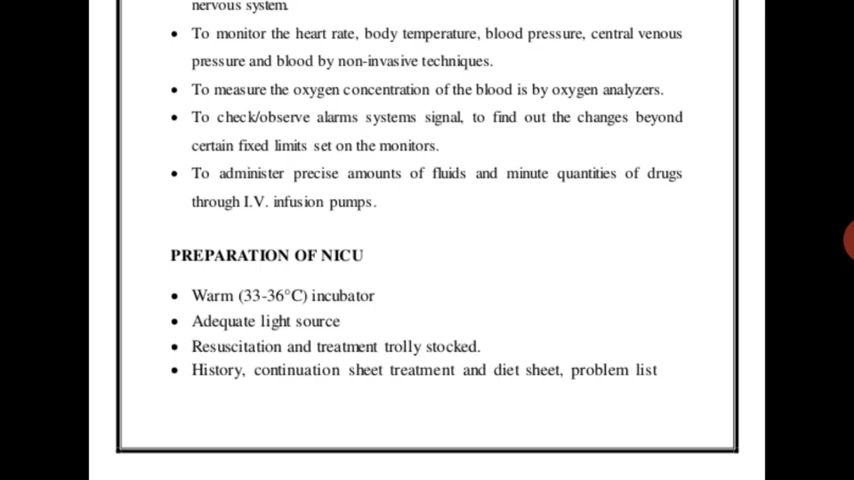 nervous system.
• To monitor the heart rate, body temperature, blood pressure, central venous
pressure and blood by non-invasive techniques.
• To measure the oxygen concentration of the blood is by oxygen analyzers.
• To check/observe alarms systems signal, to find out the changes beyond
certain fixed limits set on the monitors.
• To administer precise amounts of fluids and minute quantities of drugs
through I.V. infusion pumps.
PREPARATION OF NICU
• Warm (33-36°C) incubator
• Adequate light source
• Resuscitation and treatment trolly stocked.
• History, continuation sheet treatment and diet sheet, problem list